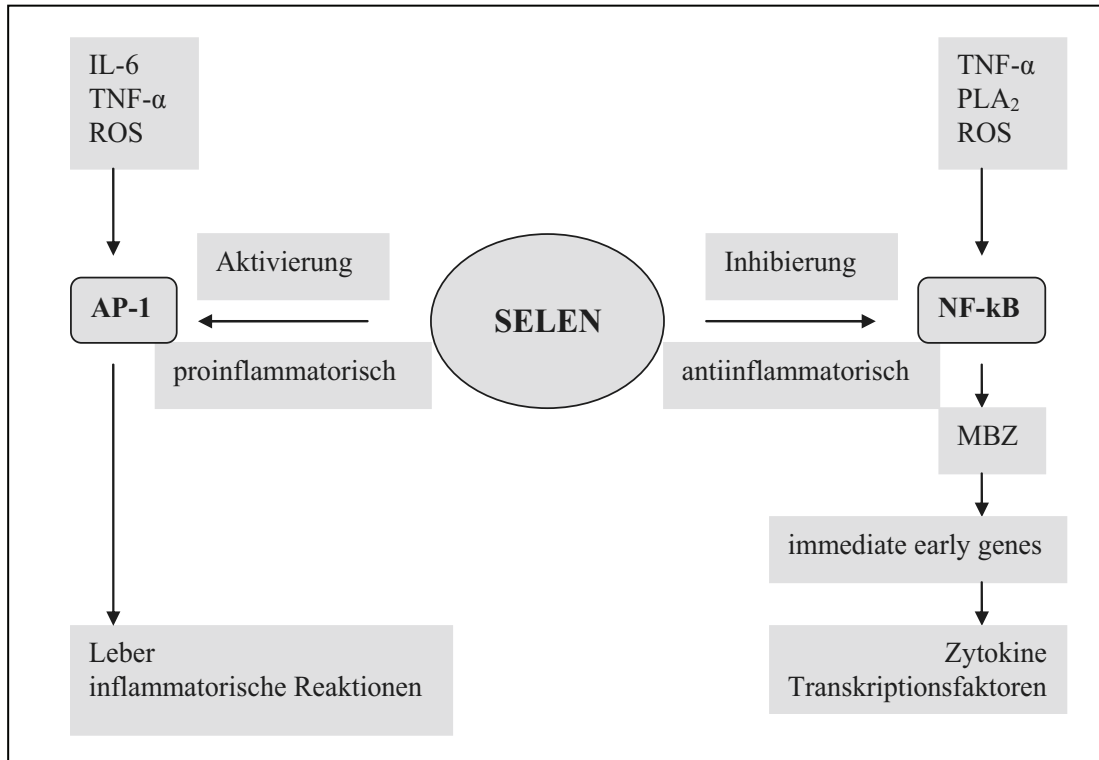 IL-6
TNF-α
ROS
TNF-α
PLA₂
ROS
Aktivierung
Inhibierung
AP-1
SELEN
NF-kB
proinflammatorisch
antiinflammatorisch
MBZ
immediate early genes
Leber
inflammatorische Reaktionen
Zytokine
Transkriptionsfaktoren